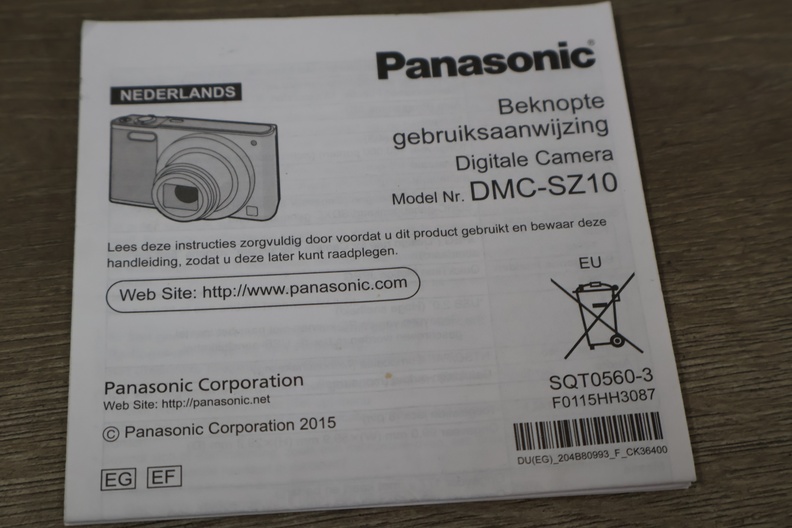 Panasonic®
NEDERLANDS
Beknopte
gebruiksaanwijzing
Digitale Camera
Model Nr. DMC-SZ10
Lees deze instructies zorgvuldig door voordat u dit product gebruikt en bewaar deze
handleiding, zodat u deze later kunt raadplegen.
Web Site: http://www.panasonic.com
EU
Panasonic Corporation
Web Site: http://panasonic.net
© Panasonic Corporation 2015
SQT0560-3
F0115HH3087
DU(EG)_204B80993_F_CK36400
EG EF